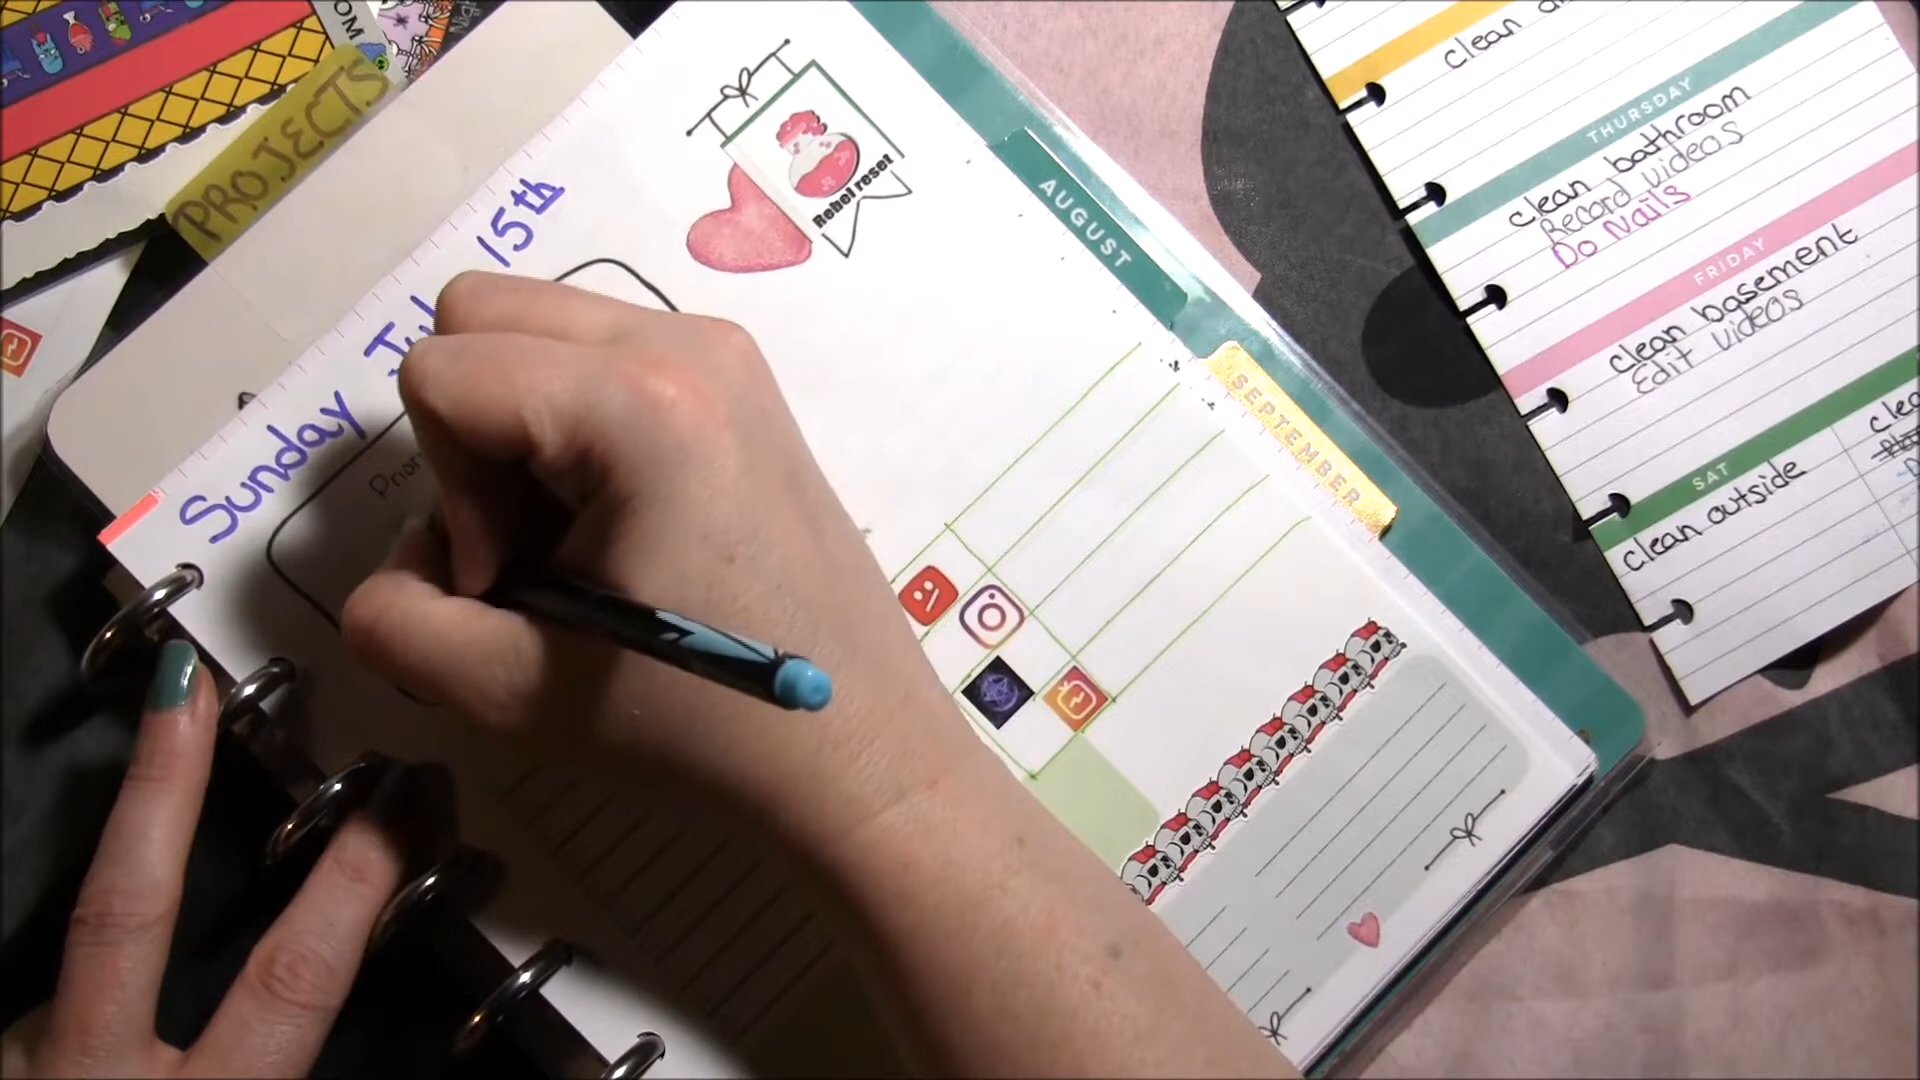 PROJECTS
Sunday 15th
Rebel reset
AUGUST
SEPTEMBER
clean
THURSDAY
clean bathroom
Record videos
Do Nails
FRIDAY
clean basement
Edit videos
SAT
clean outside